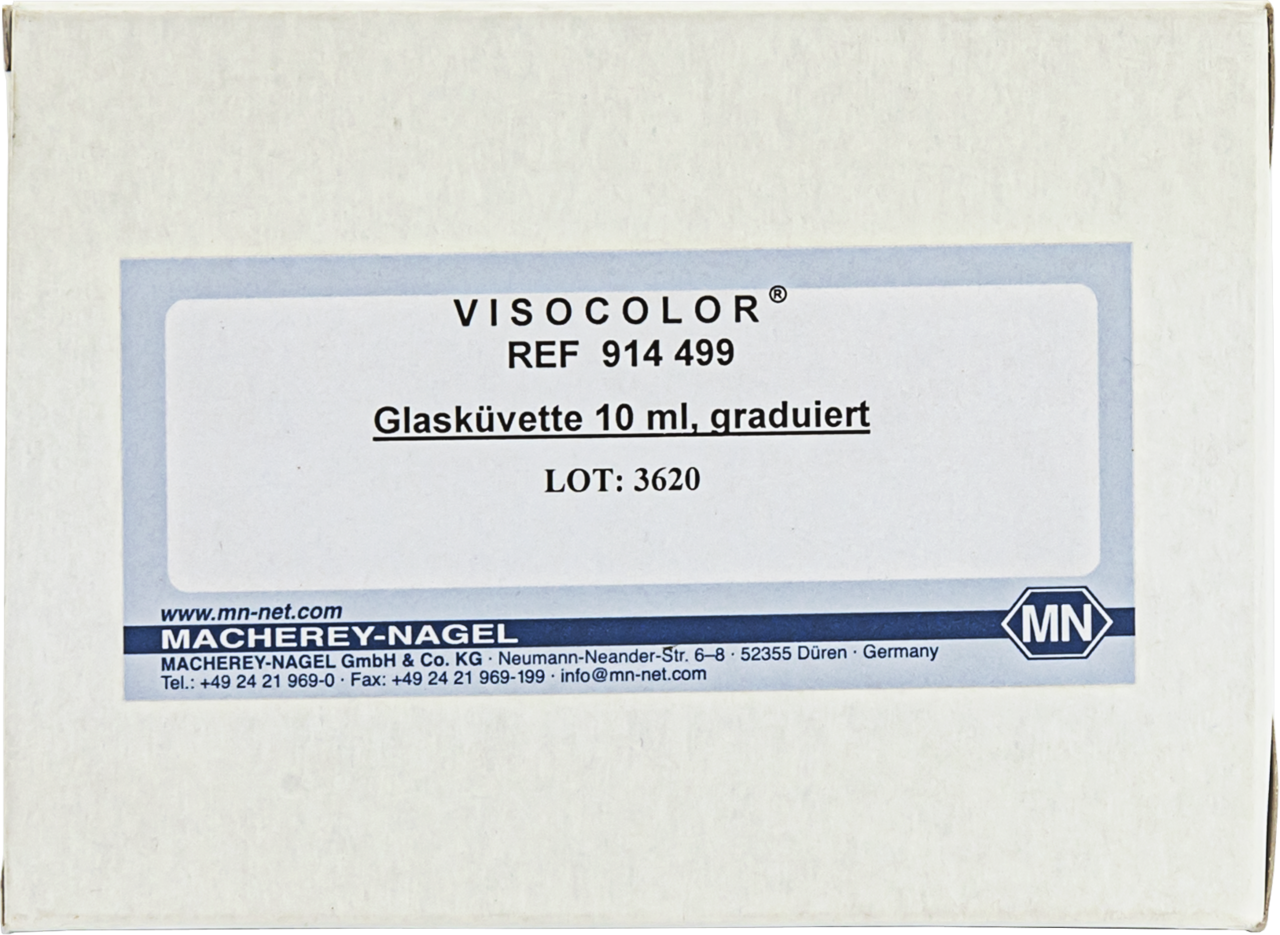 VISOCOLOR®
REF 914 499
Glasküvette 10 ml, graduiert
LOT: 3620
www.mn-net.com
MACHEREY-NAGEL
MN
MACHEREY-NAGEL GmbH & Co. KG · Neumann-Neander-Str. 6–8 · 52355 Düren · Germany
Tel.: +49 24 21 969-0 · Fax: +49 24 21 969-199 · info@mn-net.com